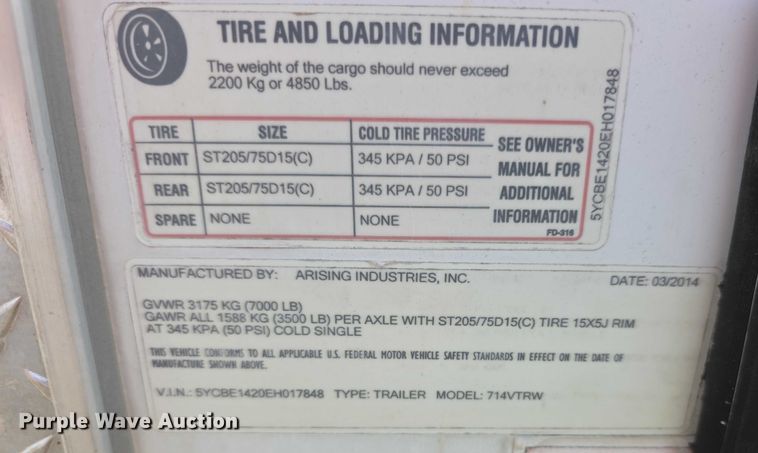 TIRE AND LOADING INFORMATION
The weight of the cargo should never exceed
2200 Kg or 4850 Lbs.
TIRE SIZE COLD TIRE PRESSURE
FRONT ST205/75D15(C) 345 KPA / 50 PSI
REAR ST205/75D15(C) 345 KPA / 50 PSI
SPARE NONE NONE
SEE OWNER'S
MANUAL FOR
ADDITIONAL
INFORMATION
FD-316
5YCBE1420EH017848
MANUFACTURED BY: ARISING INDUSTRIES, INC. DATE: 03/2014
GVWR 3175 KG (7000 LB)
GAWR ALL 1588 KG (3500 LB) PER AXLE WITH ST205/75D15(C) TIRE 15X5J RIM
AT 345 KPA (50 PSI) COLD SINGLE
THIS VEHICLE CONFORMS TO ALL APPLICABLE U.S. FEDERAL MOTOR VEHICLE SAFETY STANDARDS IN EFFECT ON THE DATE OF
MANUFACTURE SHOWN ABOVE.
V.I.N.: 5YCBE1420EH017848 TYPE: TRAILER MODEL: 714VTRW
Purple Wave Auction